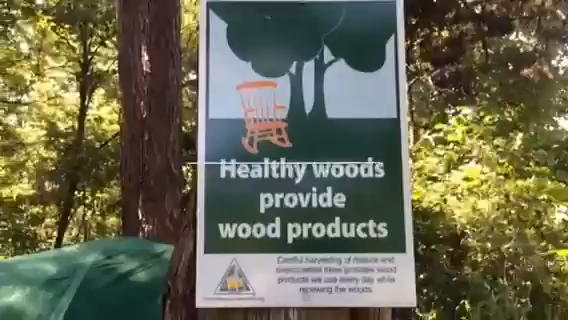 Healthy woods
provide
wood products
Careful harvesting of mature and
overcrowded trees provides wood
products we use every day while
renewing the woods.